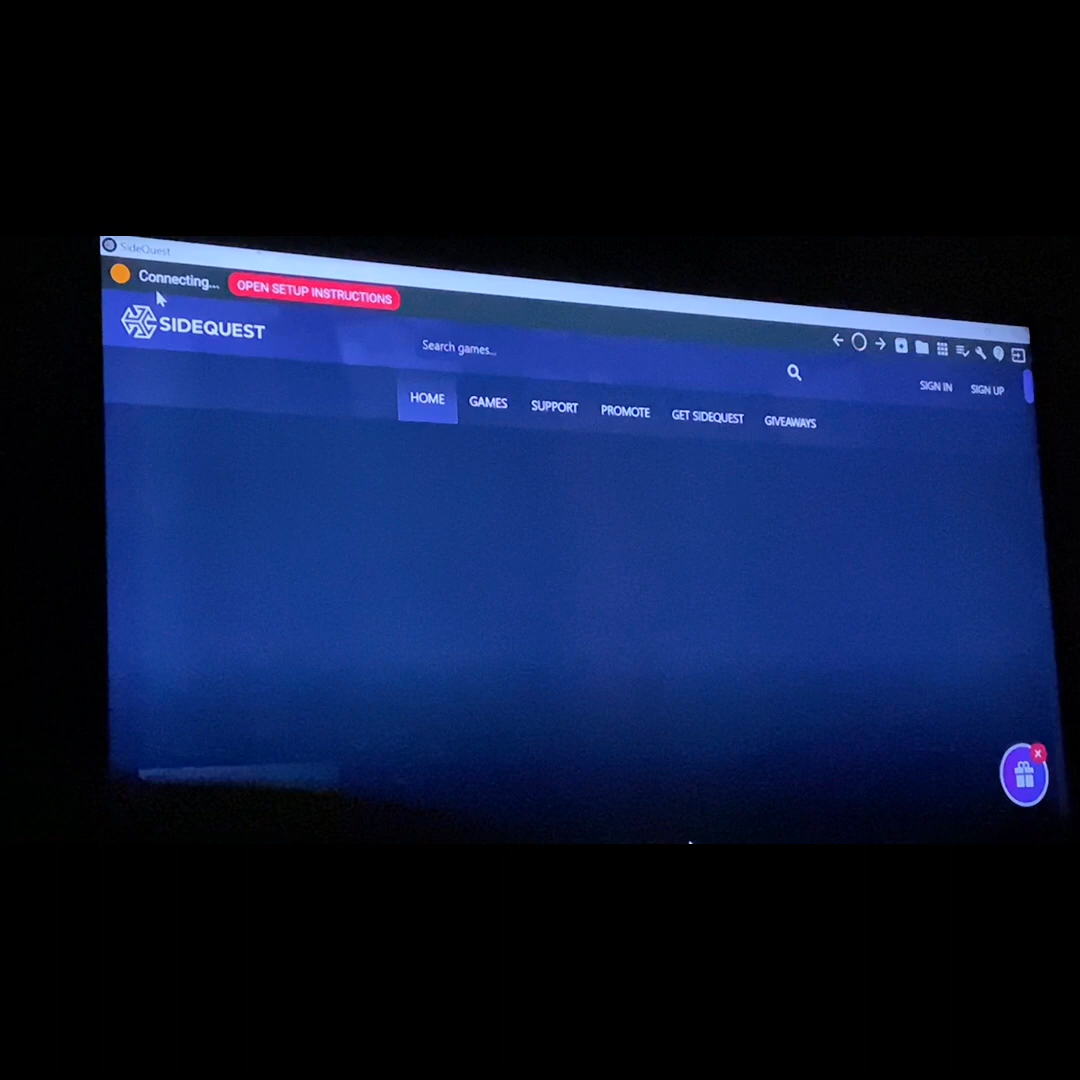 SideQuest
Connecting... OPEN SETUP INSTRUCTIONS
SIDEQUEST
Search games...
SIGN IN SIGN UP
HOME GAMES SUPPORT PROMOTE GET SIDEQUEST GIVEAWAYS
X